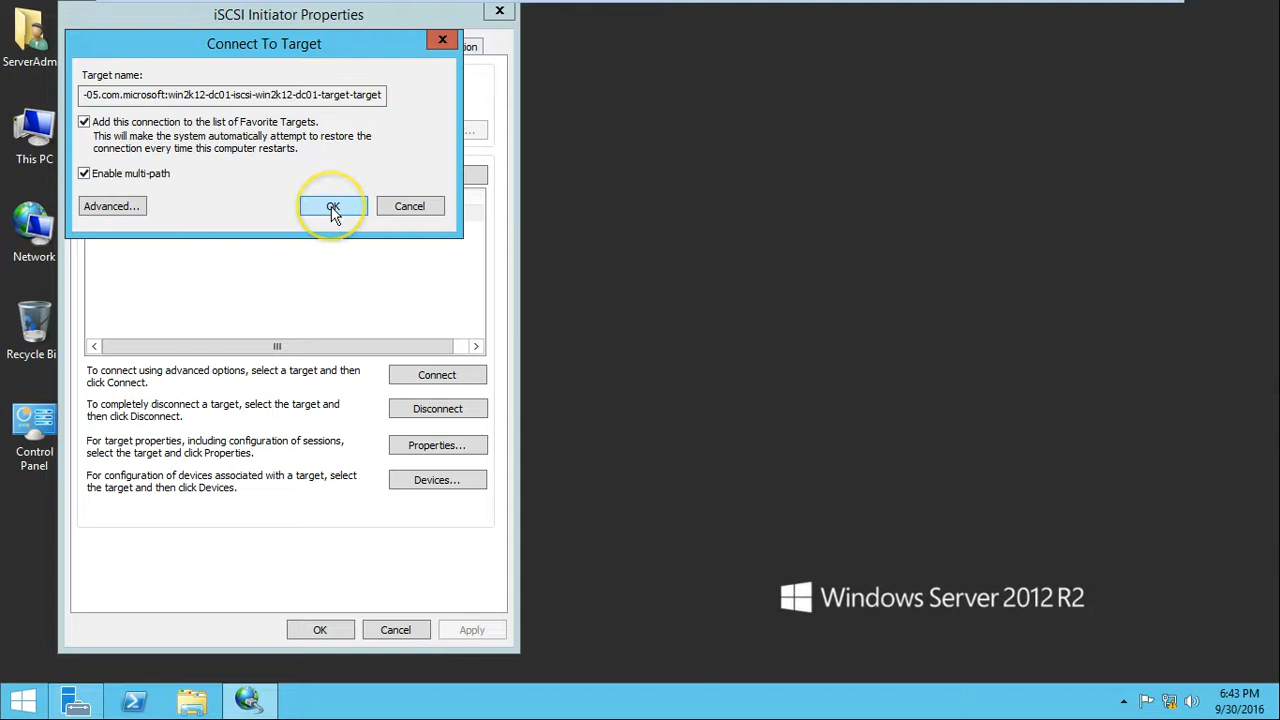 iSCSI Initiator Properties
X
ServerAdm
Connect To Target
X
tion
Target name:
-05.com.microsoft:win2k12-dc01-iscsi-win2k12-dc01-target-target
Add this connection to the list of Favorite Targets.
This will make the system automatically attempt to restore the
connection every time this computer restarts.
...
This PC
Enable multi-path
Advanced...
OK
Cancel
Network
Recycle Bi
To connect using advanced options, select a target and then
click Connect.
Connect
To completely disconnect a target, select the target and
then click Disconnect.
Disconnect
For target properties, including configuration of sessions,
select the target and click Properties.
Properties...
Control
Panel
For configuration of devices associated with a target, select
the target and then click Devices.
Devices...
Windows Server 2012 R2
OK
Cancel
Apply
6:43 PM
9/30/2016